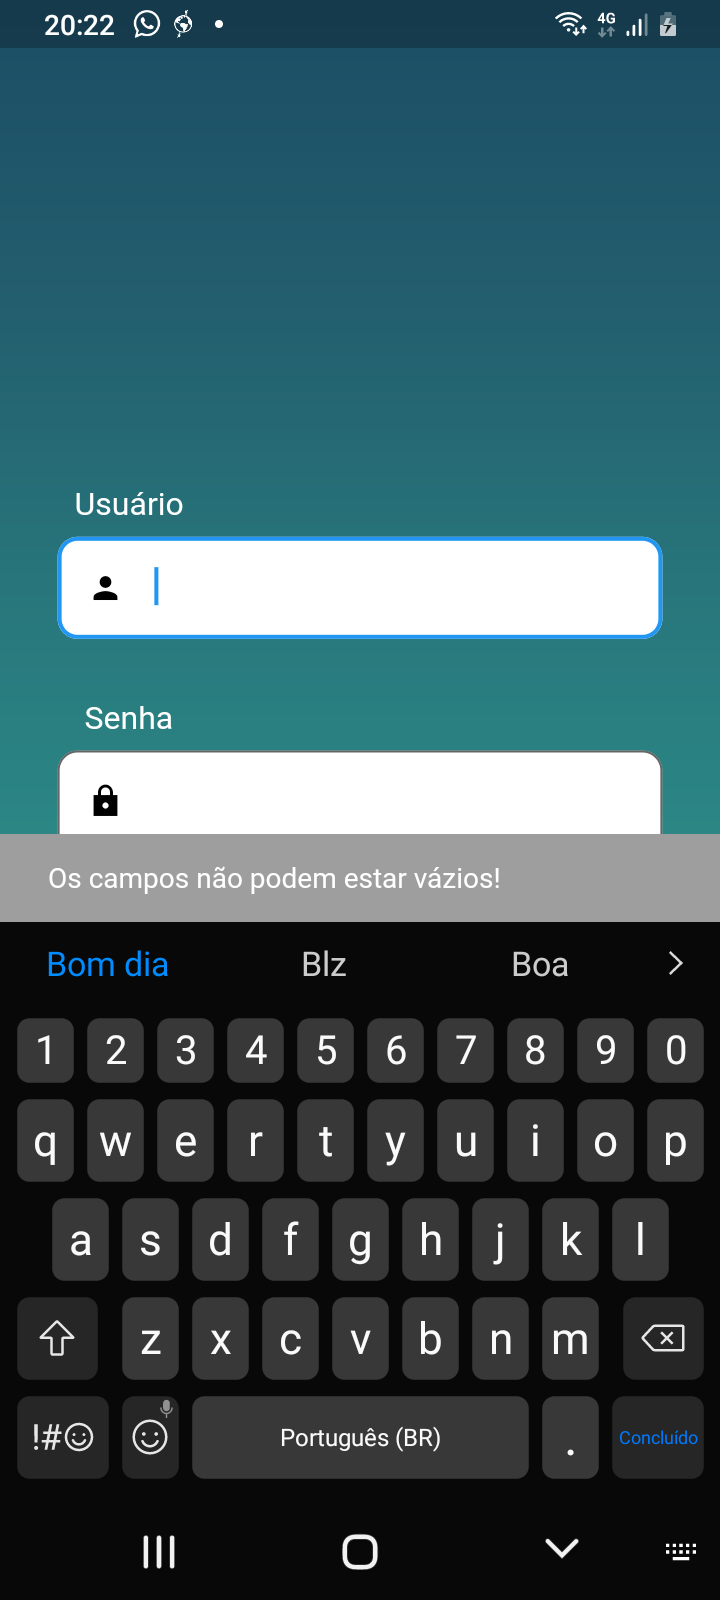 20:22 4G
Usuário
Senha
Os campos não podem estar vázios!
Bom dia Blz Boa
1 2 3 4 5 6 7 8 9 0
q w e r t y u i o p
a s d f g h j k l
z x c v b n m
!# Português (BR) . Concluído